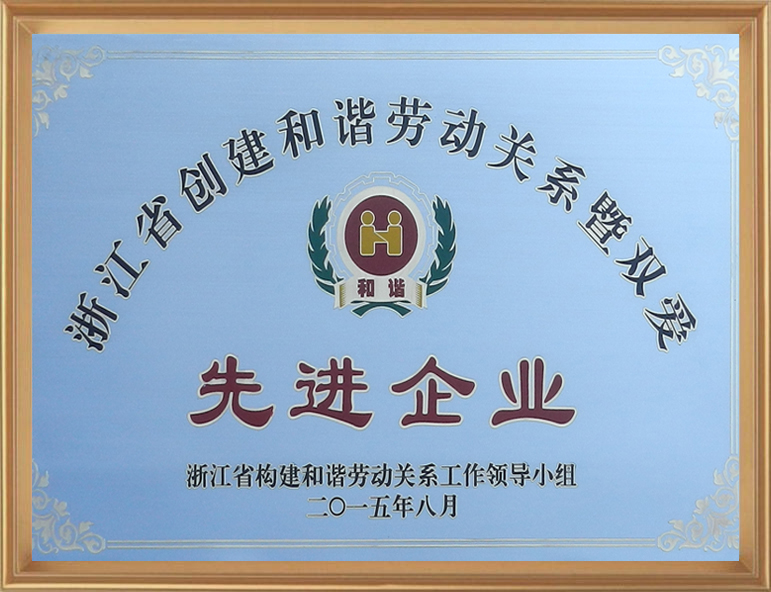 浙江省创建和谐劳动关系暨双爱
和谐
先进企业
浙江省构建和谐劳动关系工作领导小组
二〇一五年八月